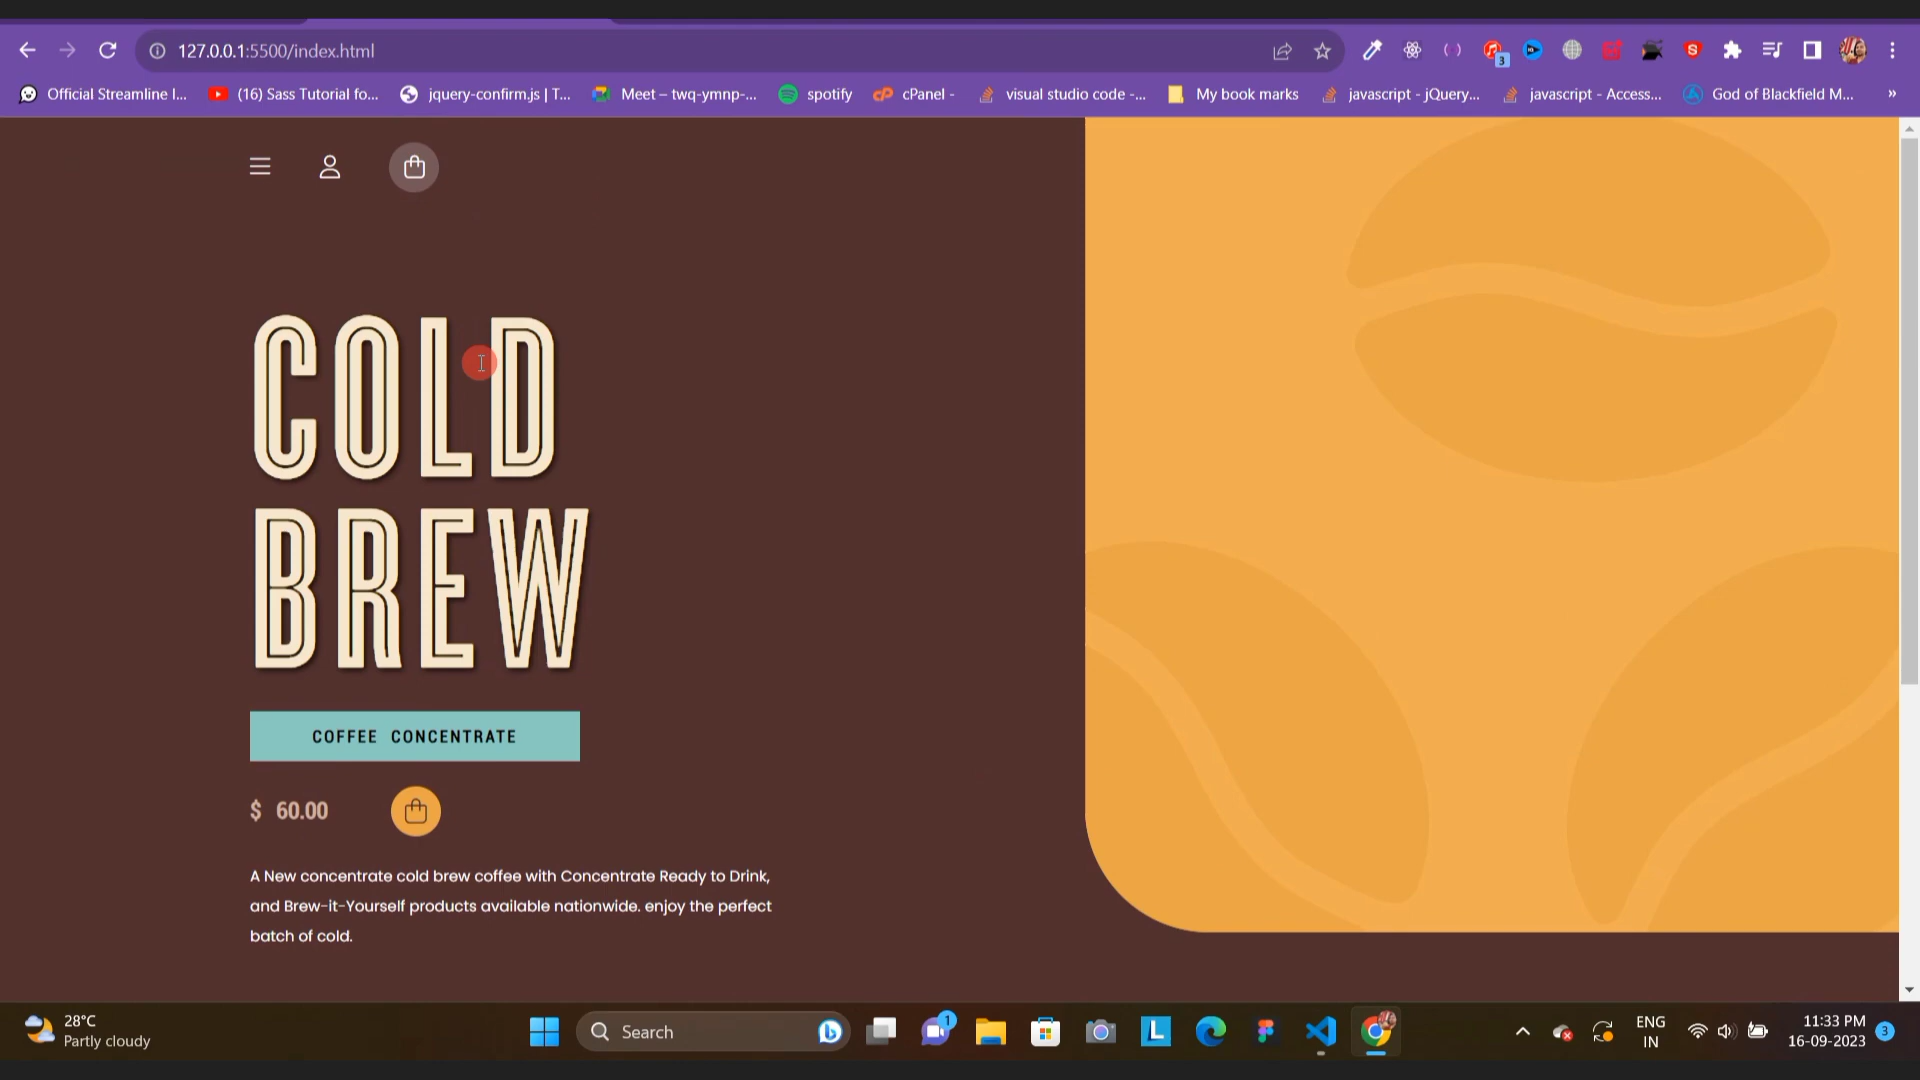 127.0.0.1:5500/index.html
3
Official Streamline I...
(16) Sass Tutorial fo...
jquery-confirm.js | T...
Meet – twq-ymnp-...
spotify
cPanel -
visual studio code -...
My book marks
javascript - jQuery...
javascript - Access...
God of Blackfield M...
»
COLD
BREW
COFFEE CONCENTRATE
$ 60.00
A New concentrate cold brew coffee with Concentrate Ready to Drink,
and Brew-it-Yourself products available nationwide. enjoy the perfect
batch of cold.
28°C
Partly cloudy
Search
1
L
ENG
IN
11:33 PM
16-09-2023
3